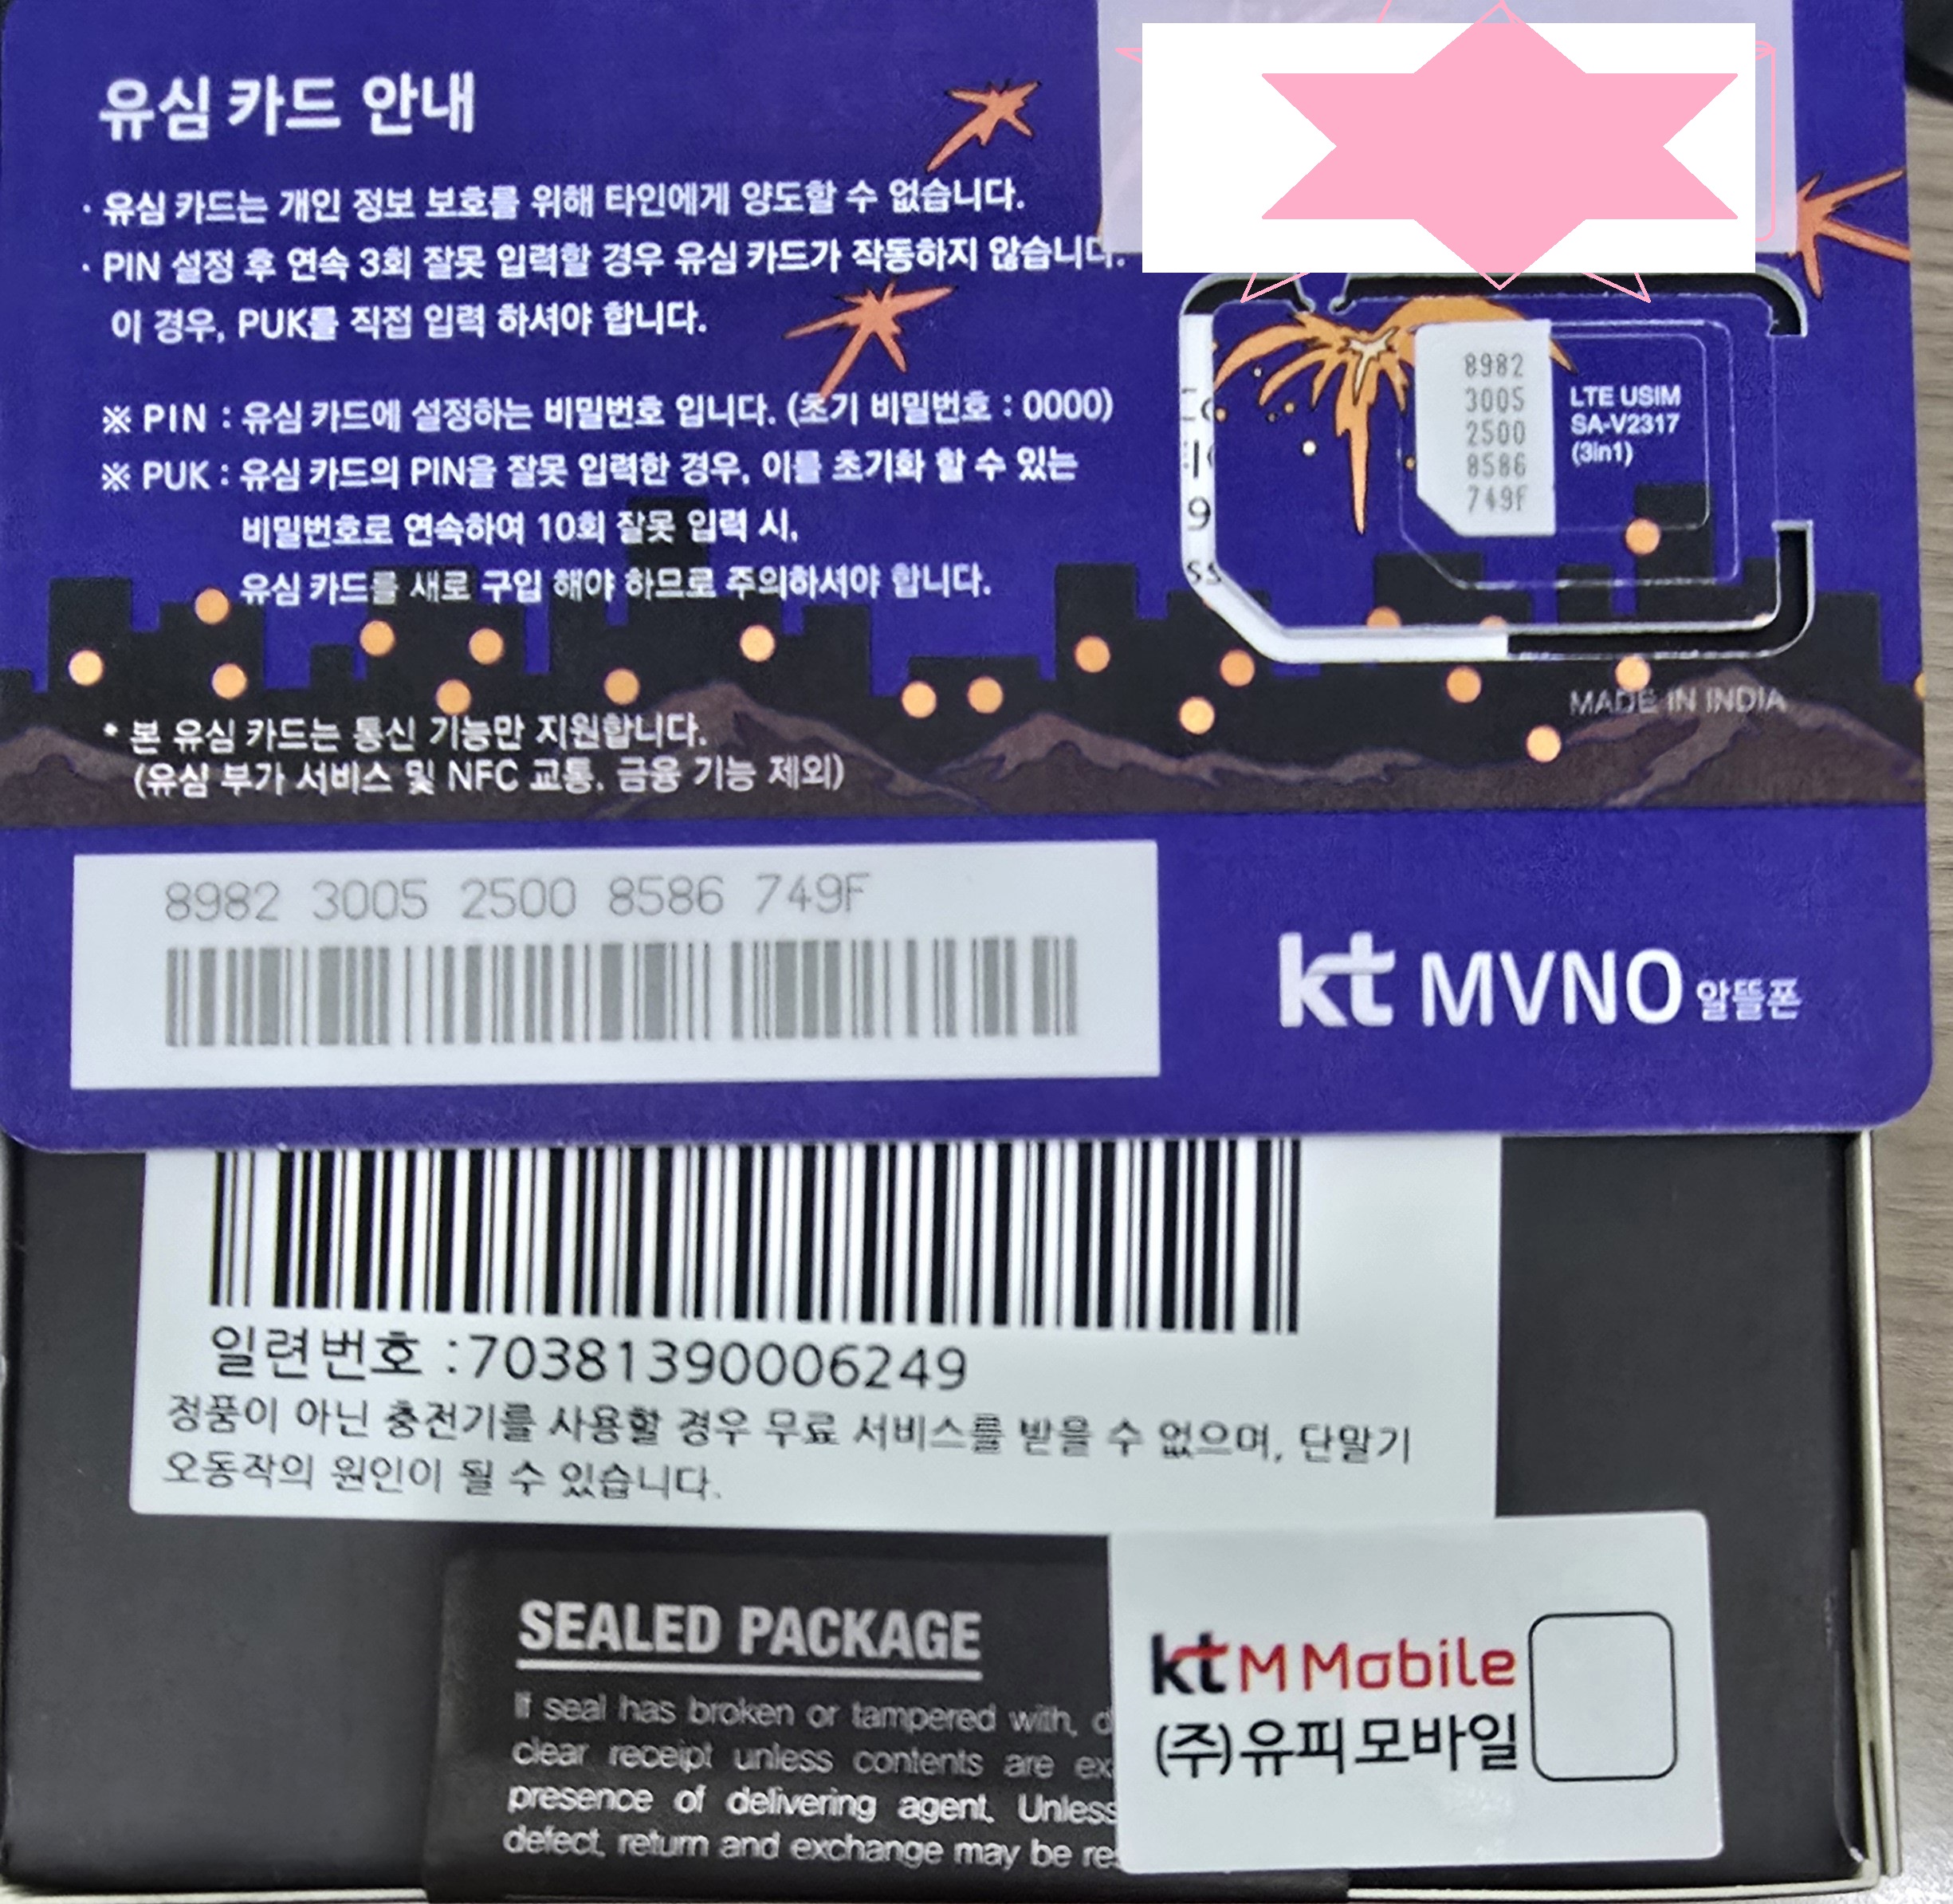 유심 카드 안내
· 유심 카드는 개인 정보 보호를 위해 타인에게 양도할 수 없습니다.
· PIN 설정 후 연속 3회 잘못 입력할 경우 유심 카드가 작동하지 않습니다.
이 경우, PUK를 직접 입력 하셔야 합니다.
※ PIN : 유심 카드에 설정하는 비밀번호 입니다. (초기 비밀번호 : 0000)
※ PUK : 유심 카드의 PIN을 잘못 입력한 경우, 이를 초기화 할 수 있는
비밀번호로 연속하여 10회 잘못 입력 시,
유심 카드를 새로 구입 해야 하므로 주의하셔야 합니다.
* 본 유심 카드는 통신 기능만 지원합니다.
(유심 부가 서비스 및 NFC 교통, 금융 기능 제외)
8982
3005
2500
8586
749F
LTE USIM
SA-V2317
(3in1)
MADE IN INDIA
8982 3005 2500 8586 749F
kt MVNO 알뜰폰
일련번호 :70381390006249
정품이 아닌 충전기를 사용할 경우 무료 서비스를 받을 수 없으며, 단말기
오동작의 원인이 될 수 있습니다.
SEALED PACKAGE
If seal has broken or tampered with,
clear receipt unless contents are
presence of delivering agent. Unless
defect, return and exchange may be
kt M Mobile
(주)유피모바일